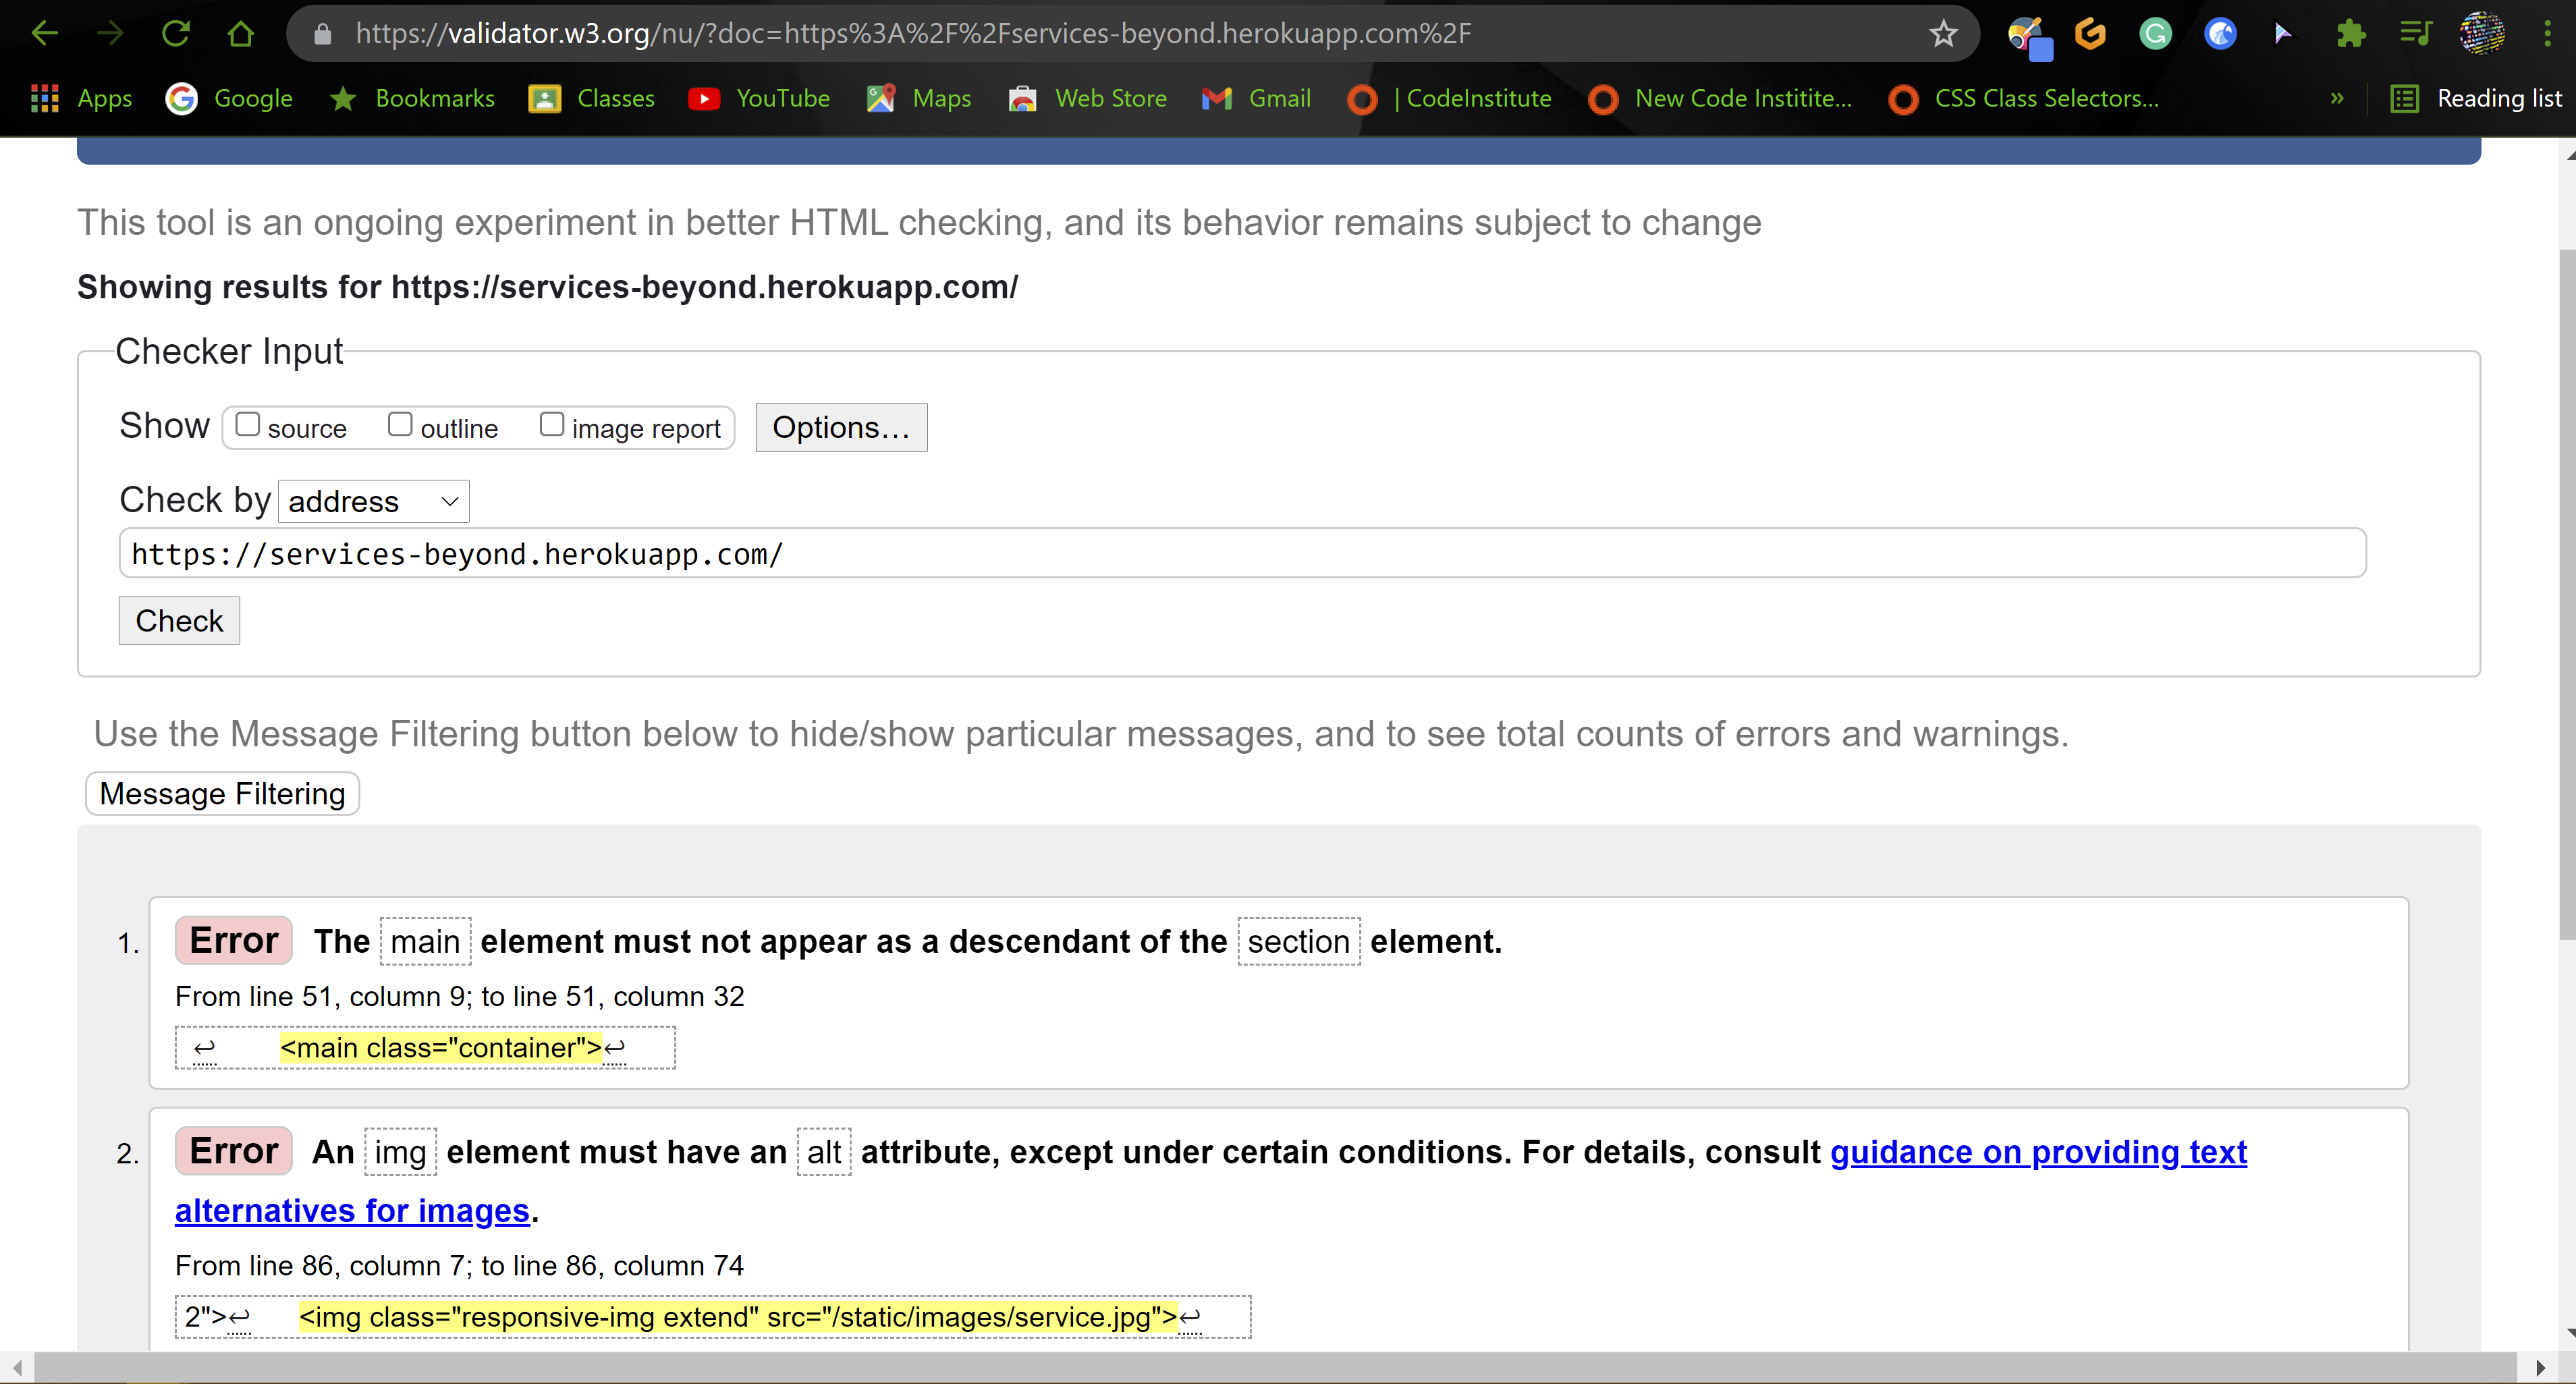 https://validator.w3.org/nu/?doc=https%3A%2F%2Fservices-beyond.herokuapp.com%2F
Apps Google Bookmarks Classes YouTube Maps Web Store Gmail | CodeInstitute New Code Institite... CSS Class Selectors... » Reading list
This tool is an ongoing experiment in better HTML checking, and its behavior remains subject to change
Showing results for https://services-beyond.herokuapp.com/
Checker Input
Show source outline image report Options...
Check by address
https://services-beyond.herokuapp.com/
Check
Use the Message Filtering button below to hide/show particular messages, and to see total counts of errors and warnings.
Message Filtering
1. Error The main element must not appear as a descendant of the section element.
From line 51, column 9; to line 51, column 32
↩ <main class="container">↩
2. Error An img element must have an alt attribute, except under certain conditions. For details, consult guidance on providing text
alternatives for images.
From line 86, column 7; to line 86, column 74
2">↩ <img class="responsive-img extend" src="/static/images/service.jpg">↩